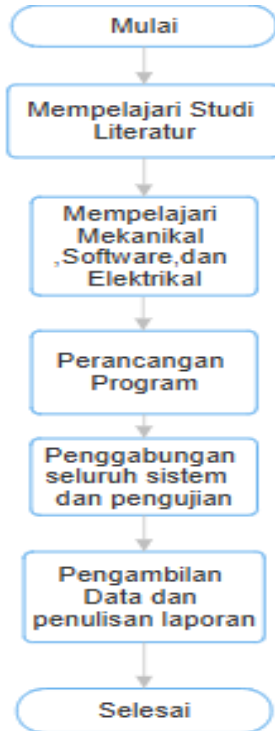 Mulai
Mempelajari Studi
Literatur
Mempelajari
Mekanikal
,Software,dan
Elektrikal
Perancangan
Program
Penggabungan
seluruh sistem
dan pengujian
Pengambilan
Data dan
penulisan laporan
Selesai